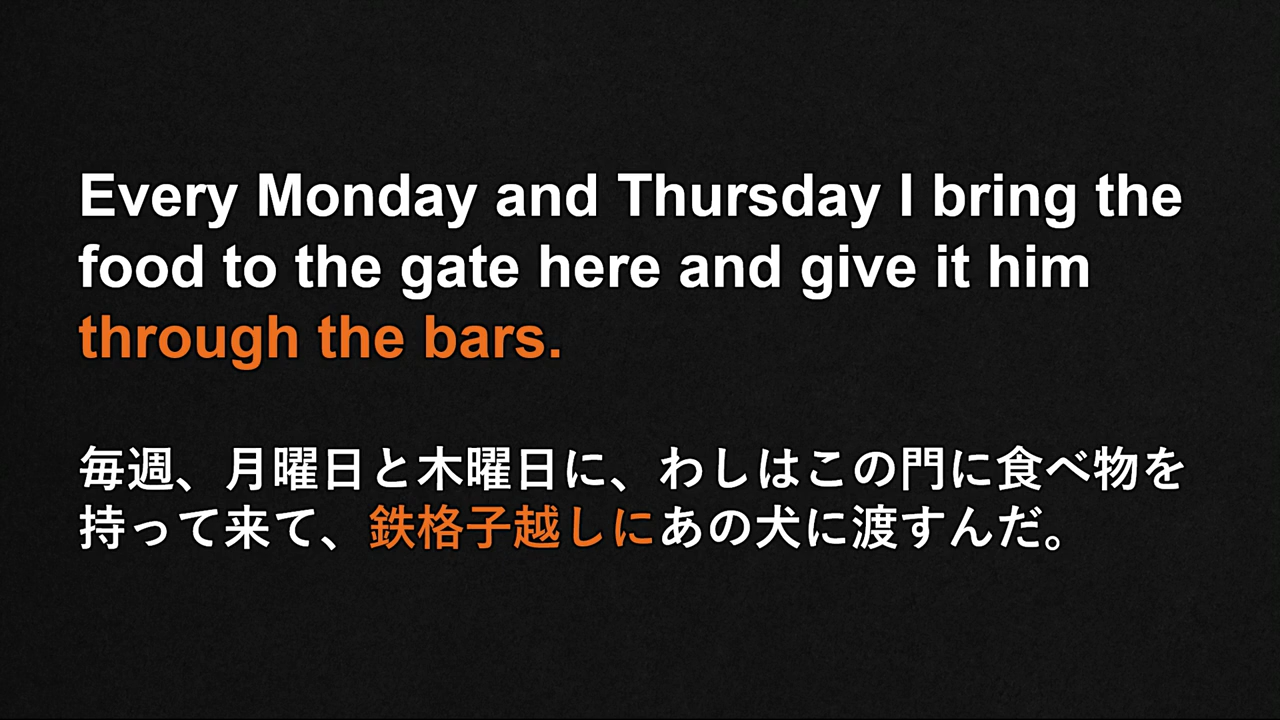 Every Monday and Thursday I bring the
food to the gate here and give it him
through the bars.
毎週、月曜日と木曜日に、わしはこの門に食べ物を
持って来て、鉄格子越しにあの犬に渡すんだ。